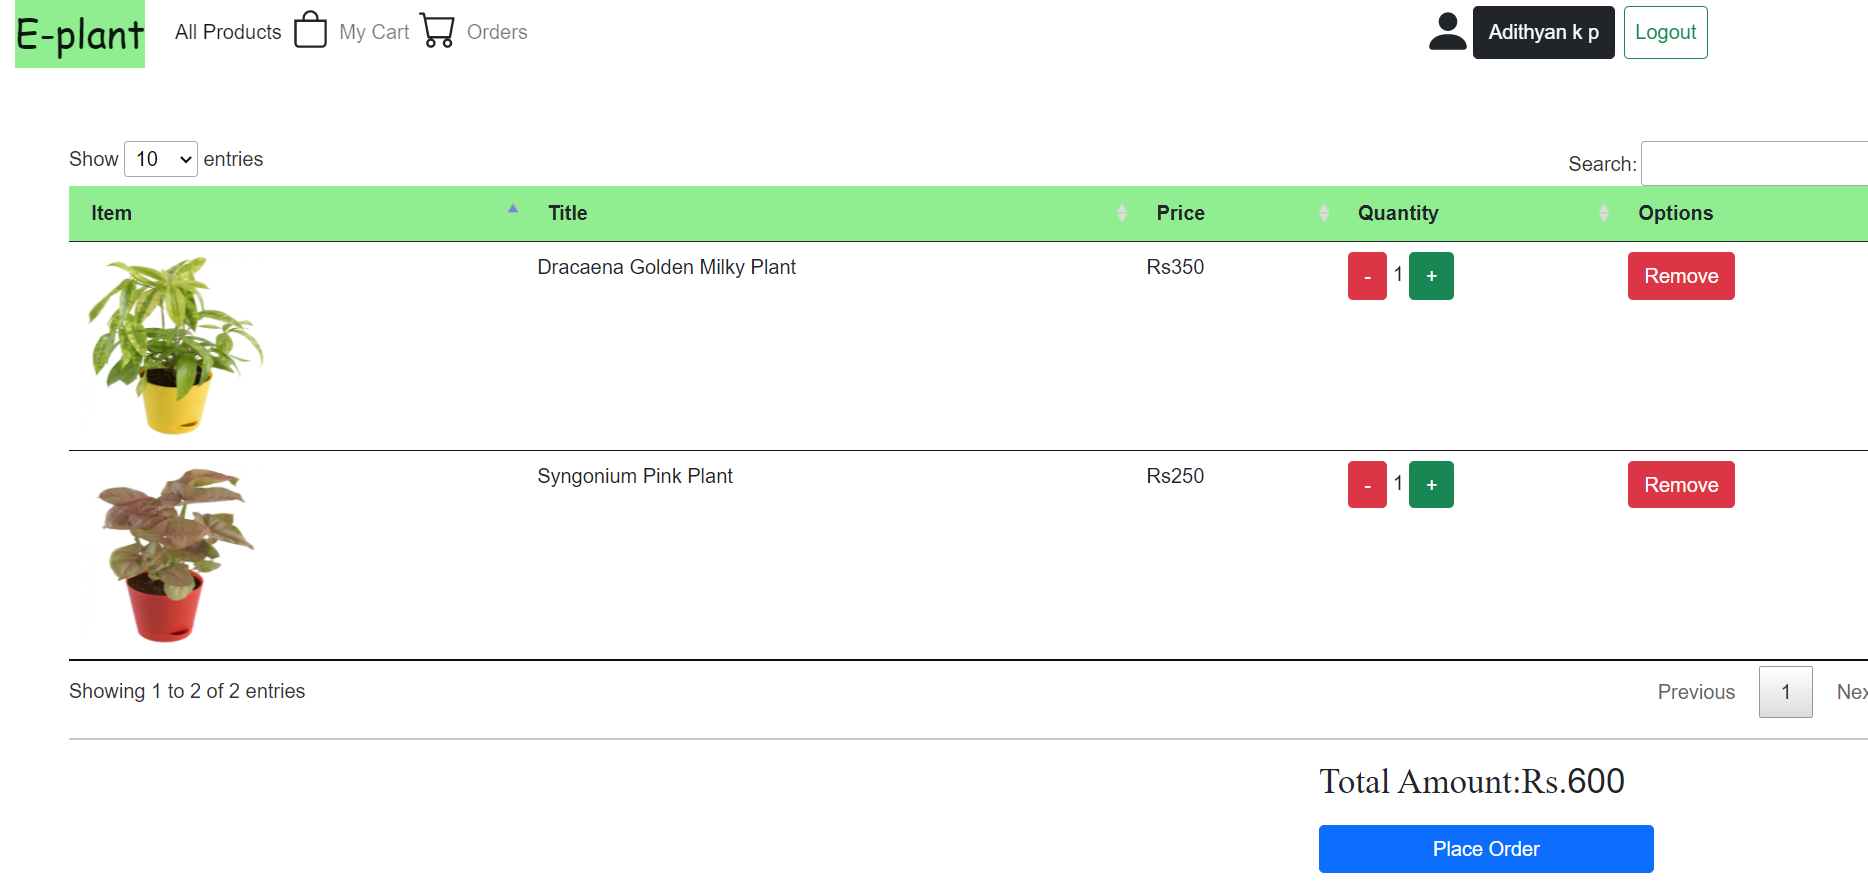 E-plant All Products My Cart Orders Adithyan k p Logout
Show 10 entries Search:
Item Title Price Quantity Options
Dracaena Golden Milky Plant Rs350 - 1 + Remove
Syngonium Pink Plant Rs250 - 1 + Remove
Showing 1 to 2 of 2 entries Previous 1 Nex
Total Amount:Rs.600
Place Order